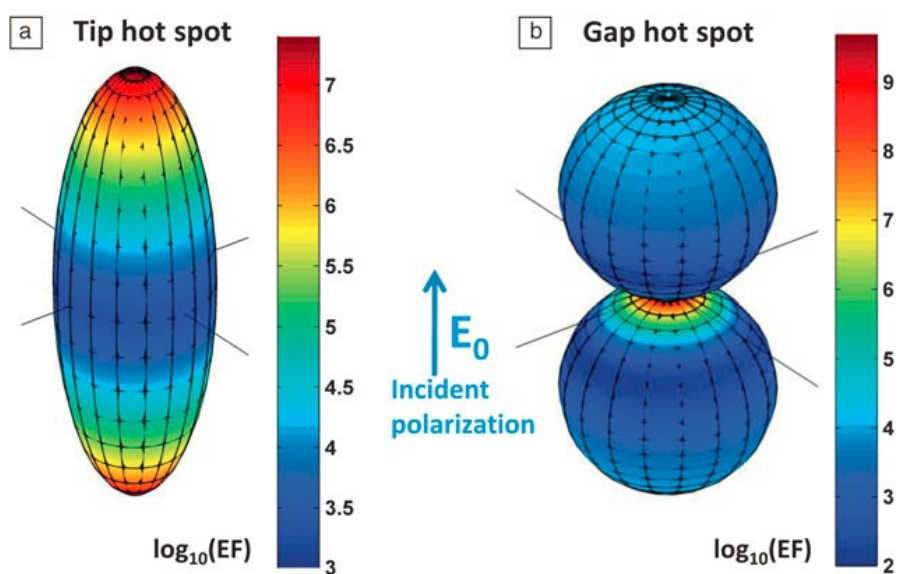 a
Tip hot spot
7
6.5
6
5.5
5
4.5
4
3.5
3
log₁₀(EF)
E₀
Incident
polarization
b
Gap hot spot
9
8
7
6
5
4
3
2
log₁₀(EF)